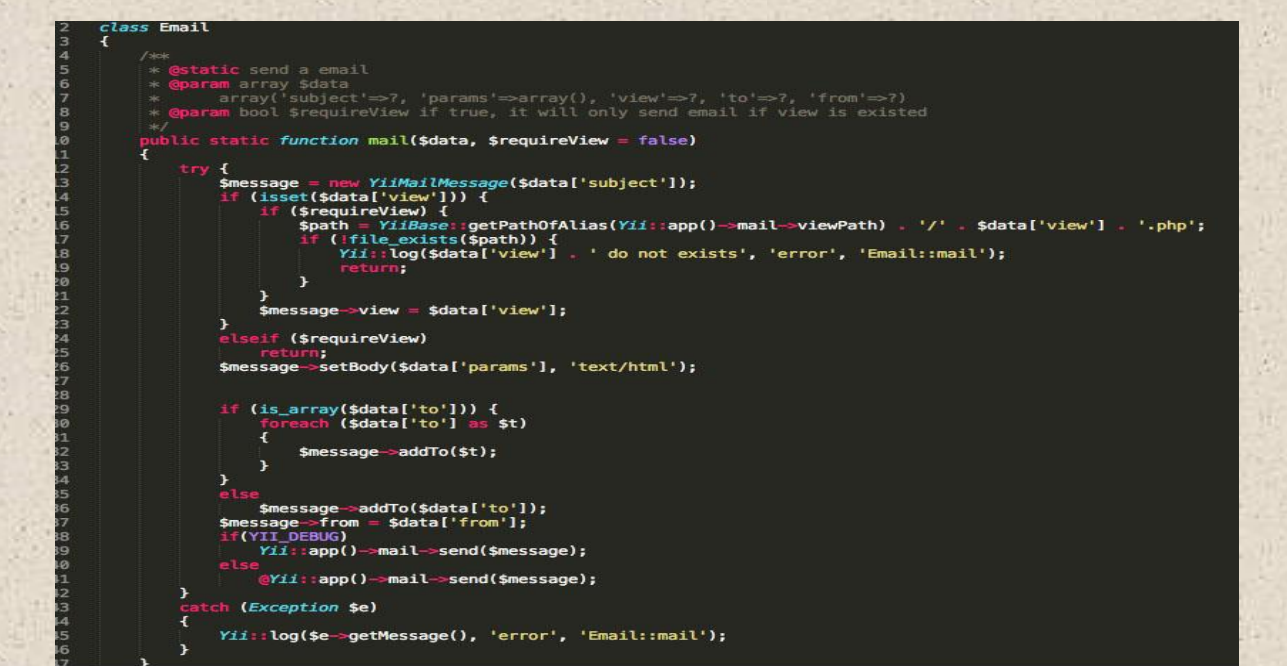 2 class Email
3 {
4 /**
5 * @static send a email
6 * @param array $data
7 * array('subject'=>?, 'params'=>array(), 'view'=>?, 'to'=>?, 'from'=>?)
8 * @param bool $requireView if true, it will only send email if view is existed
9 */
10 public static function mail($data, $requireView = false)
11 {
12 try {
13 $message = new YiiMailMessage($data['subject']);
14 if (isset($data['view'])) {
15 if ($requireView) {
16 $path = YiiBase::getPathOfAlias(Yii::app()->mail->viewPath) . '/' . $data['view'] . '.php';
17 if (!file_exists($path)) {
18 Yii::log($data['view'] . ' do not exists', 'error', 'Email::mail');
19 return;
20 }
21 }
22 $message->view = $data['view'];
23 }
24 elseif ($requireView)
25 return;
26 $message->setBody($data['params'], 'text/html');
27
28
29 if (is_array($data['to'])) {
30 foreach ($data['to'] as $t)
31 {
32 $message->addTo($t);
33 }
34 }
35 else
36 $message->addTo($data['to']);
37 $message->from = $data['from'];
38 if(YII_DEBUG)
39 Yii::app()->mail->send($message);
40 else
41 @Yii::app()->mail->send($message);
42 }
43 catch (Exception $e)
44 {
45 Yii::log($e->getMessage(), 'error', 'Email::mail');
46 }
47 }